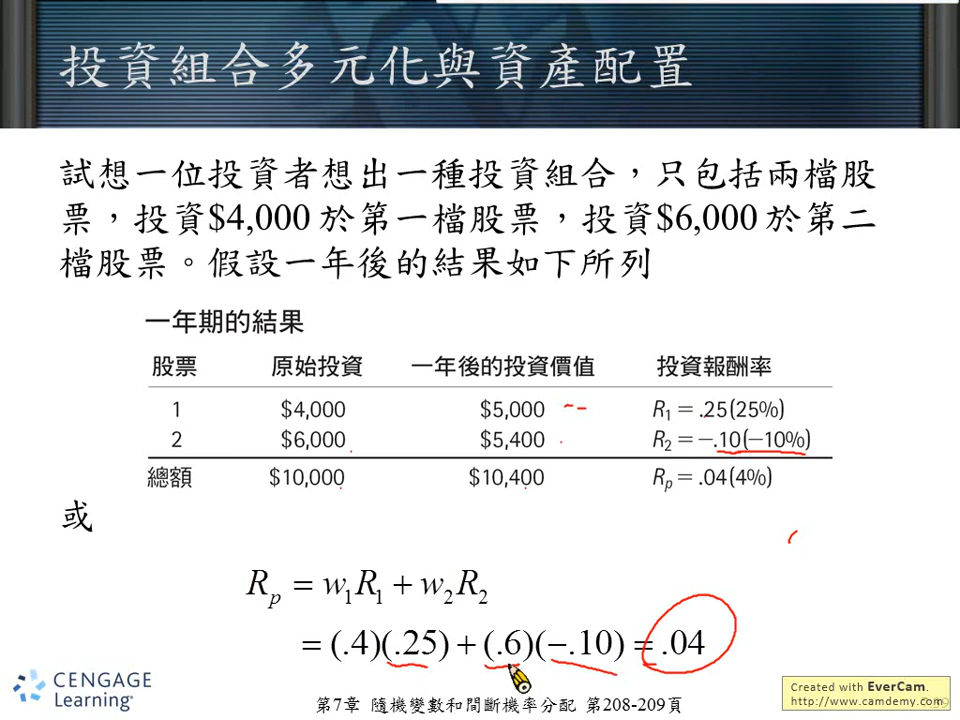 投資組合多元化與資產配置
試想一位投資者想出一種投資組合，只包括兩檔股
票，投資$4,000 於第一檔股票，投資$6,000 於第二
檔股票。假設一年後的結果如下所列
一年期的結果
股票 原始投資 一年後的投資價值 投資報酬率
1 $4,000 $5,000 R₁ = .25(25%)
2 $6,000 $5,400 R₂ = −.10(−10%)
總額 $10,000 $10,400 Rₚ = .04(4%)
或
Rₚ = w₁R₁ + w₂R₂
= (.4)(.25) + (.6)(−.10) = .04
CENGAGE
Learning™
第7章 隨機變數和間斷機率分配 第208-209頁
Created with EverCam.
http://www.camdemy.com